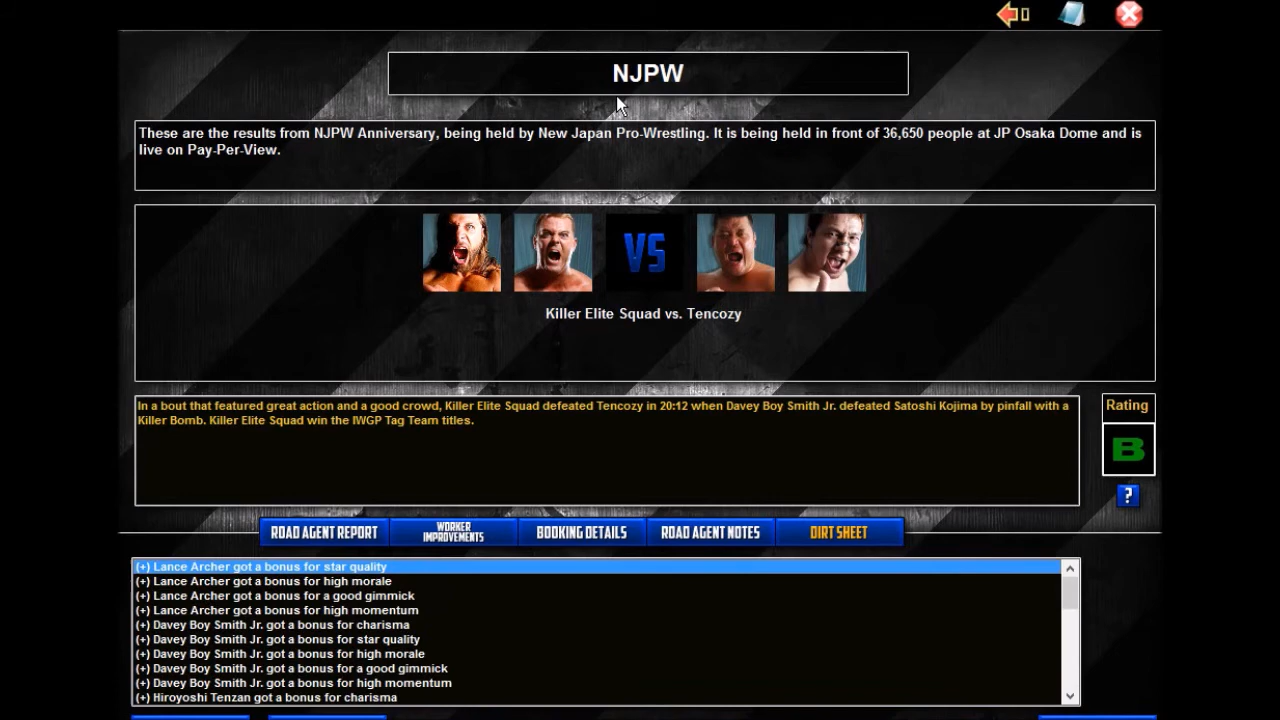 NJPW
These are the results from NJPW Anniversary, being held by New Japan Pro-Wrestling. It is being held in front of 36,650 people at JP Osaka Dome and is
live on Pay-Per-View.
VS
Killer Elite Squad vs. Tencozy
In a bout that featured great action and a good crowd, Killer Elite Squad defeated Tencozy in 20:12 when Davey Boy Smith Jr. defeated Satoshi Kojima by pinfall with a
Killer Bomb. Killer Elite Squad win the IWGP Tag Team titles.
Rating
B
?
ROAD AGENT REPORT
WORKER
IMPROVEMENTS
BOOKING DETAILS
ROAD AGENT NOTES
DIRT SHEET
(+) Lance Archer got a bonus for star quality
(+) Lance Archer got a bonus for high morale
(+) Lance Archer got a bonus for a good gimmick
(+) Lance Archer got a bonus for high momentum
(+) Davey Boy Smith Jr. got a bonus for charisma
(+) Davey Boy Smith Jr. got a bonus for star quality
(+) Davey Boy Smith Jr. got a bonus for high morale
(+) Davey Boy Smith Jr. got a bonus for a good gimmick
(+) Davey Boy Smith Jr. got a bonus for high momentum
(+) Hiroyoshi Tenzan got a bonus for charisma